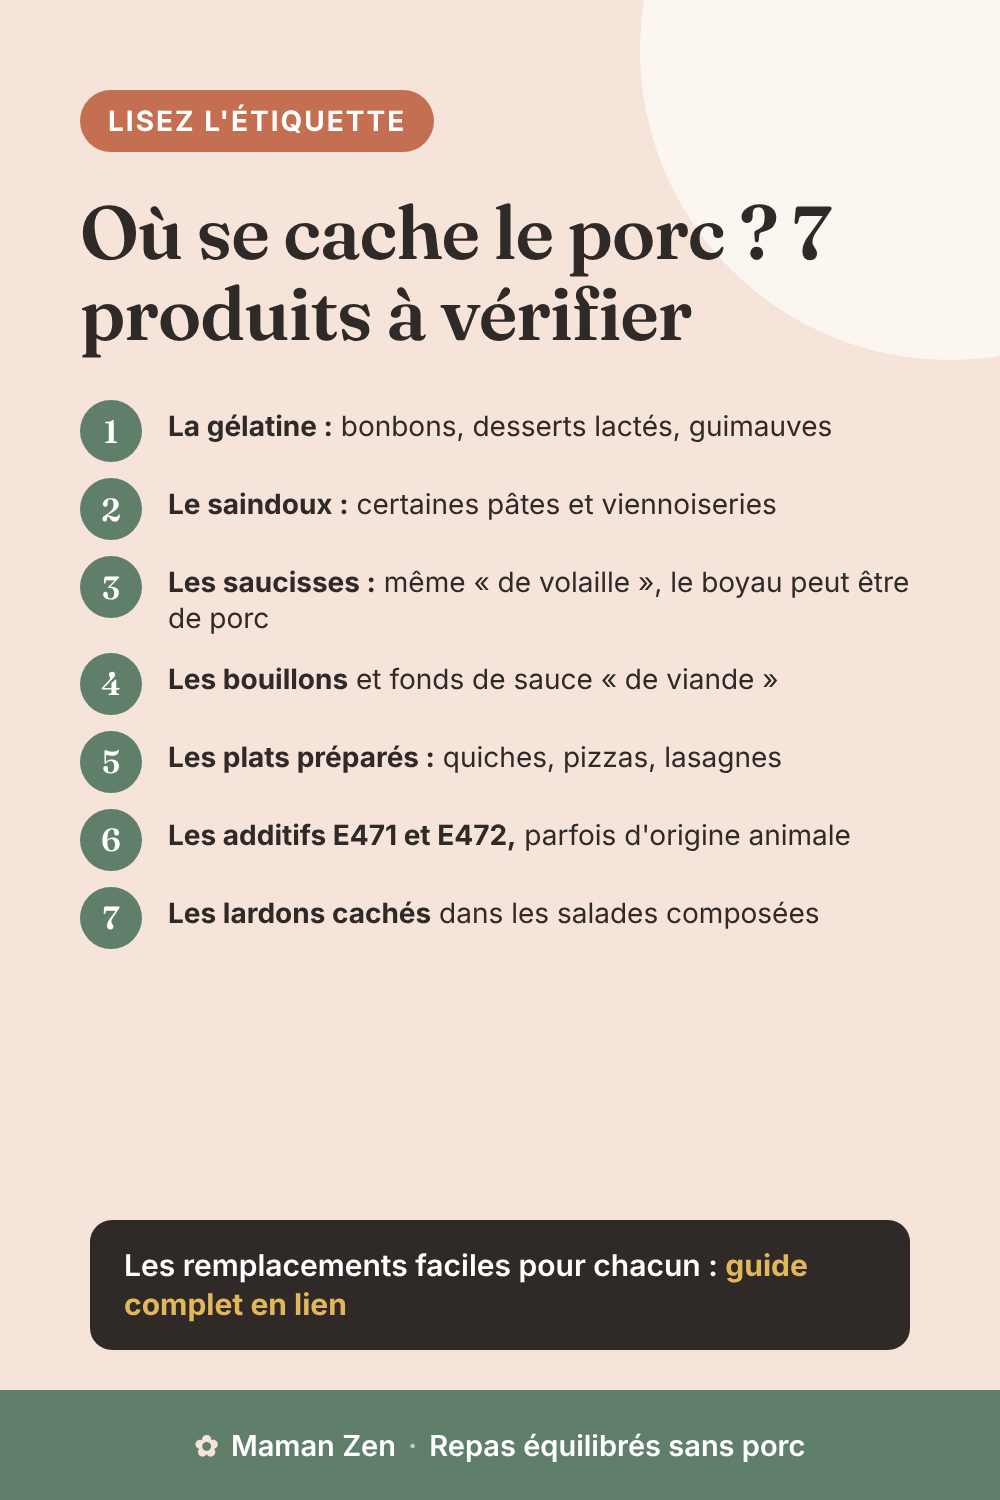 LISEZ L'ÉTIQUETTE
Où se cache le porc ? 7
produits à vérifier
1 La gélatine : bonbons, desserts lactés, guimauves
2 Le saindoux : certaines pâtes et viennoiseries
3 Les saucisses : même « de volaille », le boyau peut être
de porc
4 Les bouillons et fonds de sauce « de viande »
5 Les plats préparés : quiches, pizzas, lasagnes
6 Les additifs E471 et E472, parfois d'origine animale
7 Les lardons cachés dans les salades composées
Les remplacements faciles pour chacun : guide
complet en lien
✿ Maman Zen · Repas équilibrés sans porc